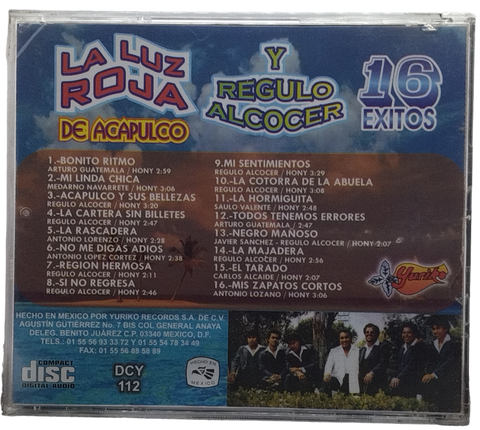 LA LUZ ROJA
DE ACAPULCO
Y
REGULO ALCOCER
16 EXITOS
1.-BONITO RITMO
ARTURO GUATEMALA / HONY 2:59
2.-MI LINDA CHICA
MEDARNO NAVARRETE / HONY 3:06
3.-ACAPULCO Y SUS BELLEZAS
REGULO ALCOCER / HONY 3:20
4.-LA CARTERA SIN BILLETES
REGULO ALCOCER / HONY 2:47
5.-LA RASCADERA
ANTONIO LORENZO / HONY 2:28
6.-NO ME DIGAS ADIOS
ANTONIO LOPEZ CORTEZ / HONY 2:38
7.-REGION HERMOSA
REGULO ALCOCER / HONY 2:11
8.-SI NO REGRESA
REGULO ALCOCER / HONY 2:46
9.MI SENTIMIENTOS
REGULO ALCOCER / HONY 3:29
10.-LA COTORRA DE LA ABUELA
REGULO ALCOCER / HONY 3:08
11.-LA HORMIGUITA
SAULO VALENTE / HONY 2:48
12.-TODOS TENEMOS ERRORES
ARTURO GUATEMALA / 2:47
13.-NEGRO MAÑOSO
JAVIER SANCHEZ - REGULO ALCOCER / HONY 2:07
14.-LA MAJADERA
REGULO ALCOCER / HONY 2:56
15.-EL TARADO
CARLOS ALCAIDE / HONY 2:07
16.-MIS ZAPATOS CORTOS
ANTONIO LOZANO / HONY 3:06
Yuriko
HECHO EN MEXICO POR YURIKO RECORDS S.A. DE C.V.
AGUSTÍN GUTIÉRREZ No. 7 BIS COL GENERAL ANAYA
DELEG. BENITO JUÁREZ C.P. 03340 MEXICO, D.F.
TELS.: 01 55 56 93 33 72 Y 01 55 54 78 34 49
FAX: 01 55 56 88 58 89
COMPACT
disc
DIGITAL AUDIO
DCY
112
HECHO EN
MEXICO